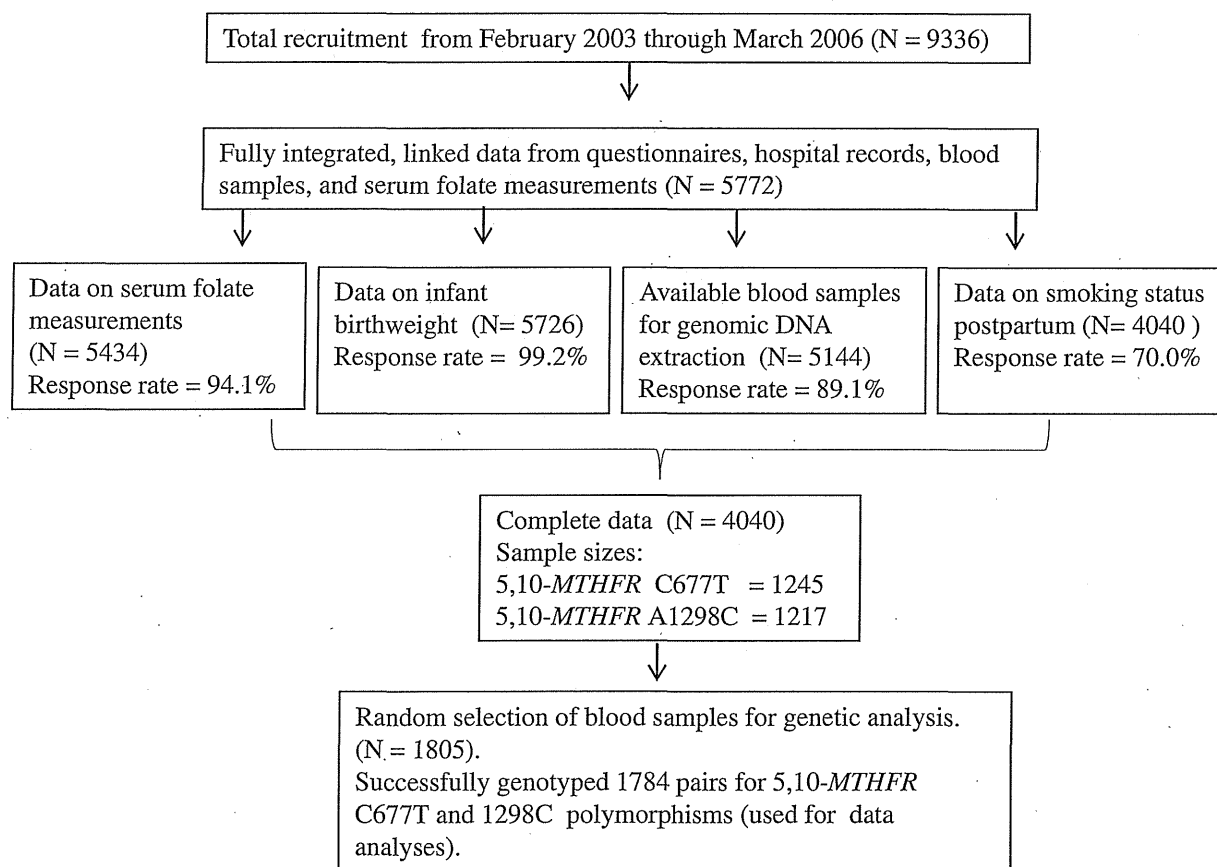 Total recruitment from February 2003 through March 2006 (N = 9336)
Fully integrated, linked data from questionnaires, hospital records, blood
samples, and serum folate measurements (N = 5772)
Data on serum folate
measurements
(N = 5434)
Response rate = 94.1%
Data on infant
birthweight (N= 5726)
Response rate = 99.2%
Available blood samples
for genomic DNA
extraction (N= 5144)
Response rate = 89.1%
Data on smoking status
postpartum (N= 4040 )
Response rate = 70.0%
Complete data (N = 4040)
Sample sizes:
5,10-MTHFR C677T = 1245
5,10-MTHFR A1298C = 1217
Random selection of blood samples for genetic analysis.
(N = 1805).
Successfully genotyped 1784 pairs for 5,10-MTHFR
C677T and 1298C polymorphisms (used for data
analyses).